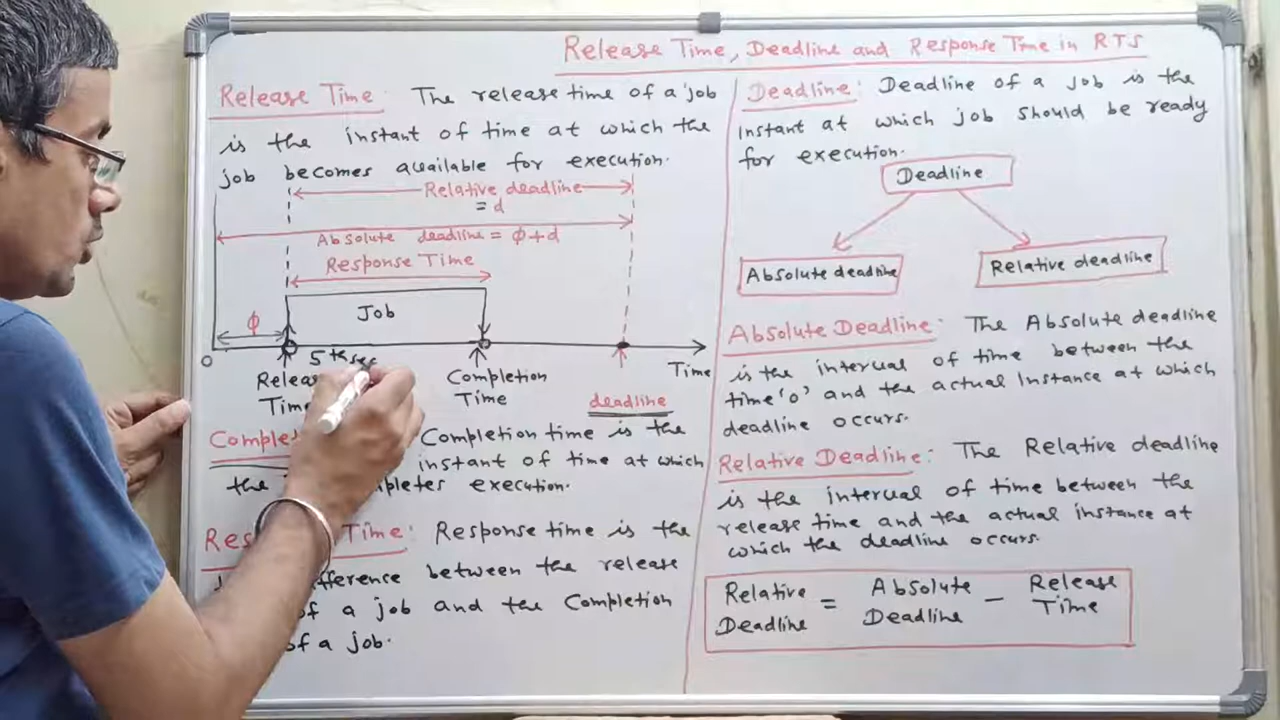 Release Time, Deadline and Response Time in RTS
Release Time: The release time of a job
is the instant of time at which the
job becomes available for execution.
Relative deadline
= d
Absolute deadline = ϕ+d
Response Time
ϕ
Job
0
5th sec
Time
Completion
Time
deadline
Completion time is the
instant of time at which
the
execution.
Time: Response time is the
between the release
of a job and the Completion
of a job.
Deadline: Deadline of a job is the
instant at which job should be ready
for execution.
Deadline
Absolute deadline
Relative deadline
Absolute Deadline: The Absolute deadline
is the interval of time between the
time '0' and the actual instance at which
deadline occurs.
Relative Deadline: The Relative deadline
is the interval of time between the
release time and the actual instance at
which the deadline occurs.
Relative Deadline = Absolute Deadline - Release Time